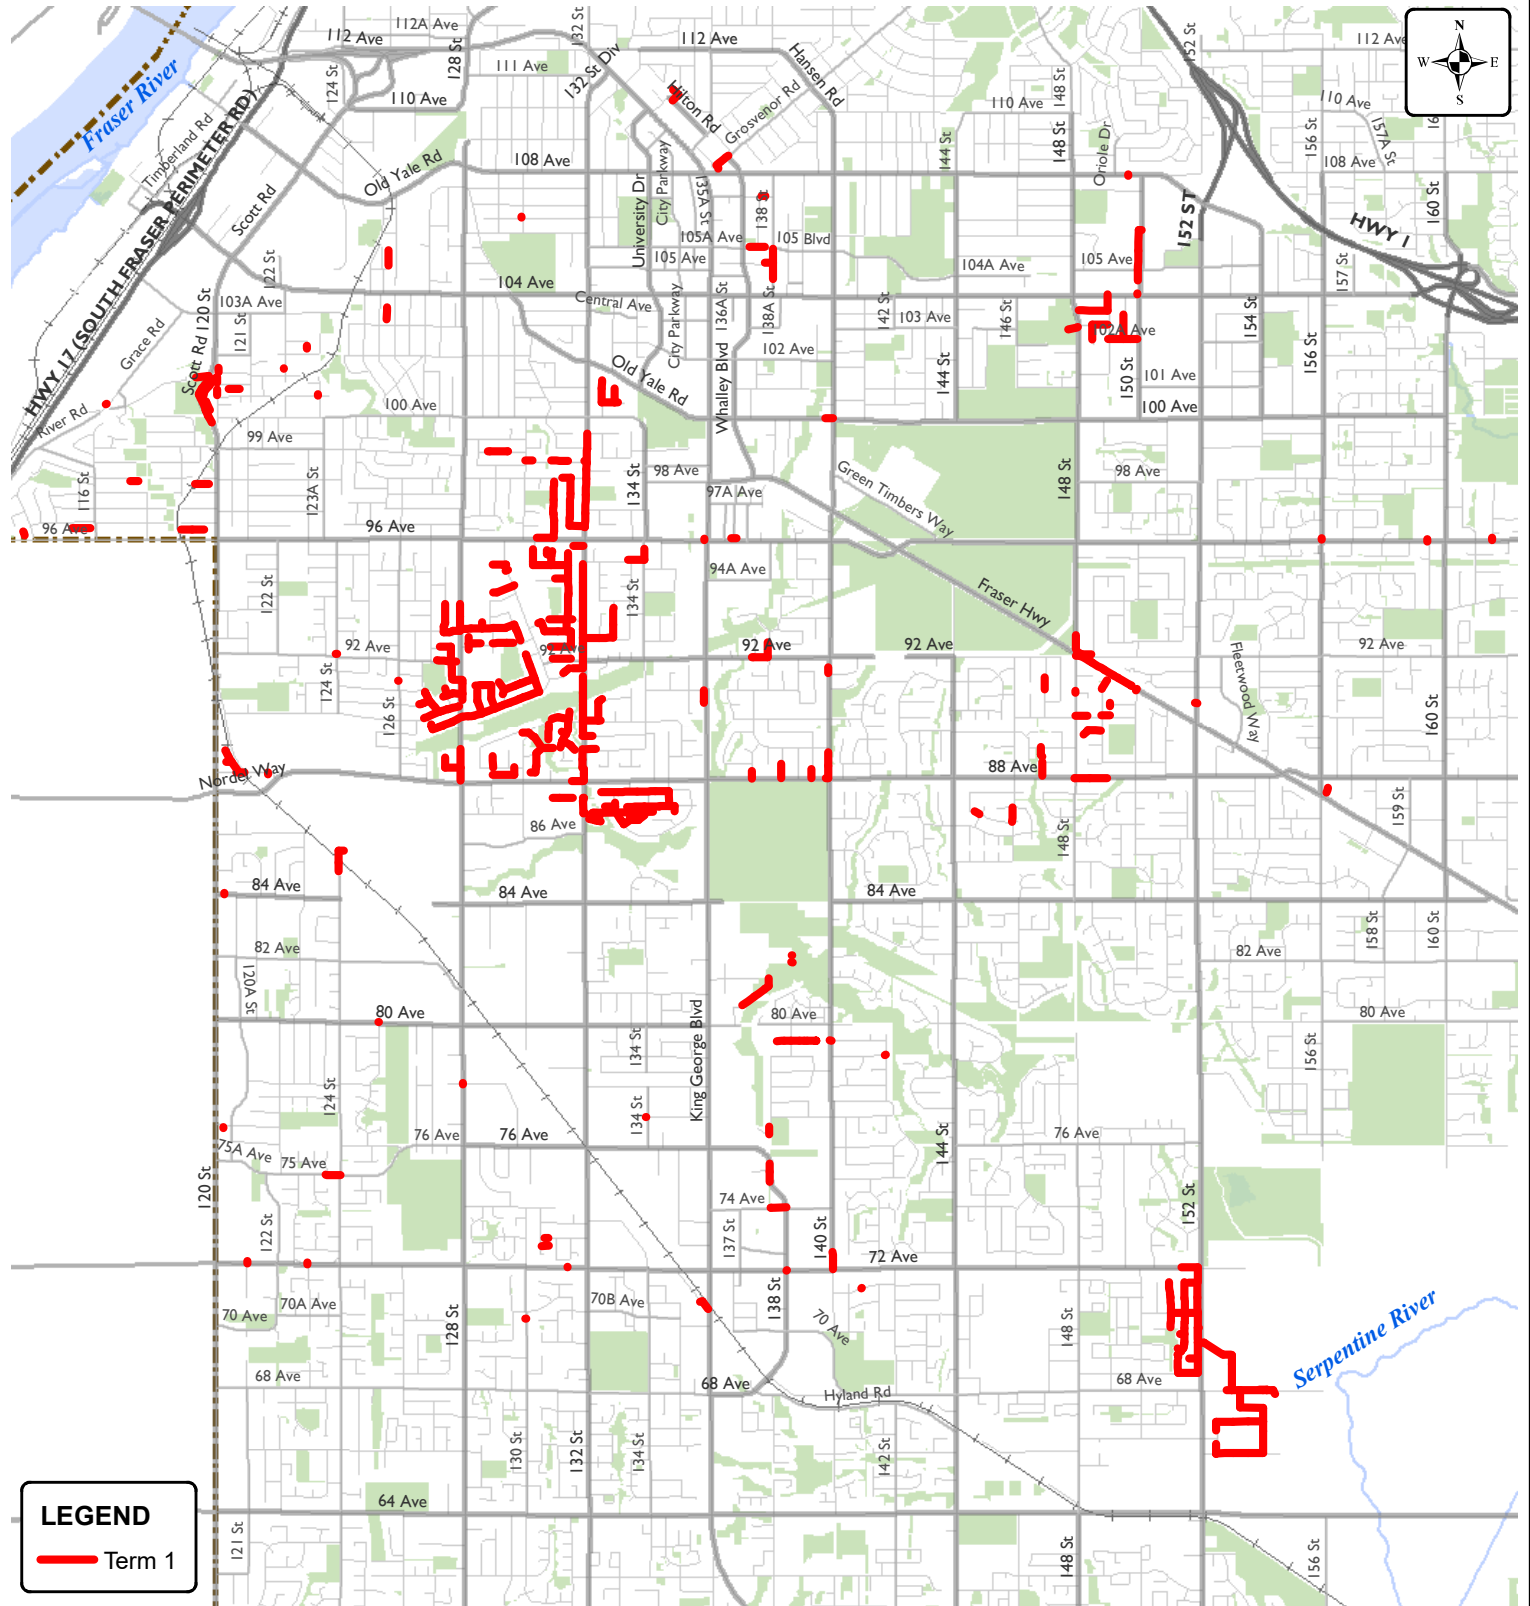 112A Ave
112 Ave
132 St
112 Ave
152 St
112 Ave
N
W
E
S
128 St
132 St Div
Hansen Rd
111 Ave
124 St
110 Ave
Hilton Rd
Grosvenor Rd
110 Ave
148 St
110 Ave
157A St
156 St
Fraser River
Timberland Rd
HWY 17 (SOUTH FRASER PERIMETER RD)
Old Yale Rd
108 Ave
City Parkway
University Dr
135A St
138 St
144 St
148 St
Oriole Dr
108 Ave
160 St
Scott Rd
105A Ave
105 Blvd
105 Ave
152 ST
HWY 1
122 St
104 Ave
104A Ave
105 Ave
157 St
103A Ave
Central Ave
City Parkway
136A St
138A St
142 St
103 Ave
146 St
102A Ave
154 St
120 St
121 St
Grace Rd
Scott Rd
102 Ave
Old Yale Rd
Whalley Blvd
144 St
150 St
101 Ave
156 St
River Rd
100 Ave
100 Ave
99 Ave
98 Ave
134 St
97A Ave
Green Timbers Way
148 St
98 Ave
116 St
123A St
96 Ave
96 Ave
94A Ave
122 St
134 St
Fraser Hwy
92 Ave
92 Ave
92 Ave
92 Ave
92 Ave
Fleetwood Way
124 St
126 St
160 St
Nordel Way
88 Ave
86 Ave
148 St
159 St
84 Ave
84 Ave
84 Ave
82 Ave
158 St
160 St
82 Ave
120A St
80 Ave
King George Blvd
80 Ave
80 Ave
134 St
156 St
124 St
134 St
75A Ave
75 Ave
76 Ave
76 Ave
144 St
76 Ave
120 St
122 St
74 Ave
137 St
140 St
72 Ave
152 St
138 St
70 Ave
70A Ave
128 St
70B Ave
70 Ave
148 St
Serpentine River
68 Ave
68 Ave
Hyland Rd
68 Ave
130 St
132 St
134 St
142 St
64 Ave
LEGEND
Term 1
121 St
148 St
156 St